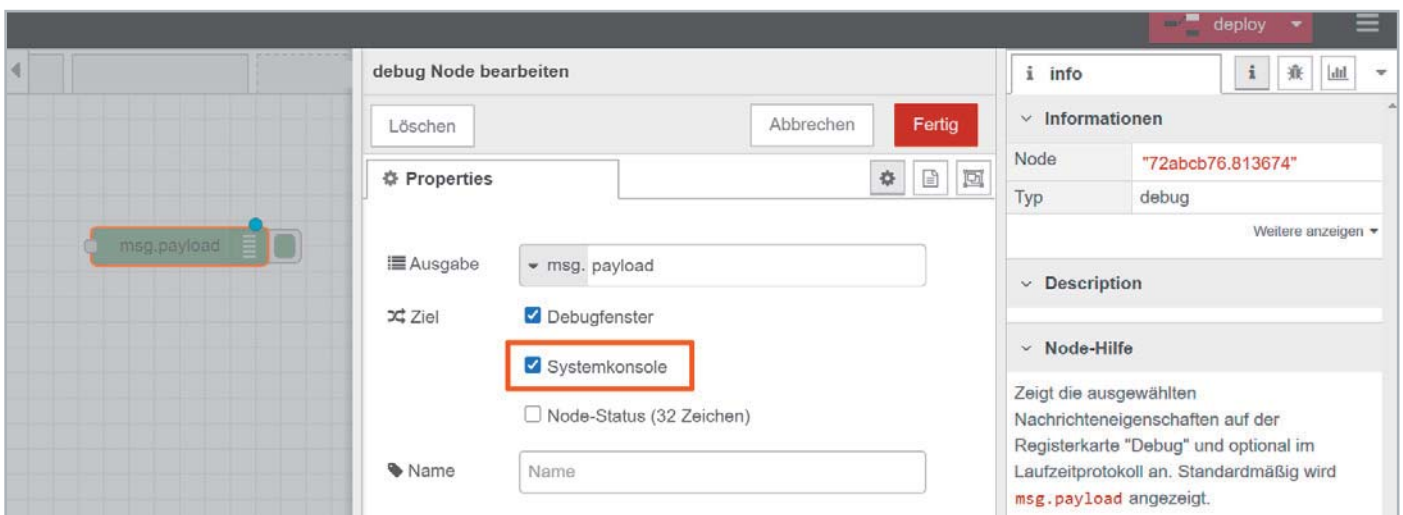 deploy
debug Node bearbeiten
Löschen
Abbrechen
Fertig
Properties
msg.payload
Ausgabe
msg. payload
Ziel
Debugfenster
Systemkonsole
Node-Status (32 Zeichen)
Name
Name
i info
i
Informationen
Node "72abcb76.813674"
Typ debug
Weitere anzeigen
Description
Node-Hilfe
Zeigt die ausgewählten
Nachrichteneigenschaften auf der
Registerkarte "Debug" und optional im
Laufzeitprotokoll an. Standardmäßig wird
msg.payload angezeigt.